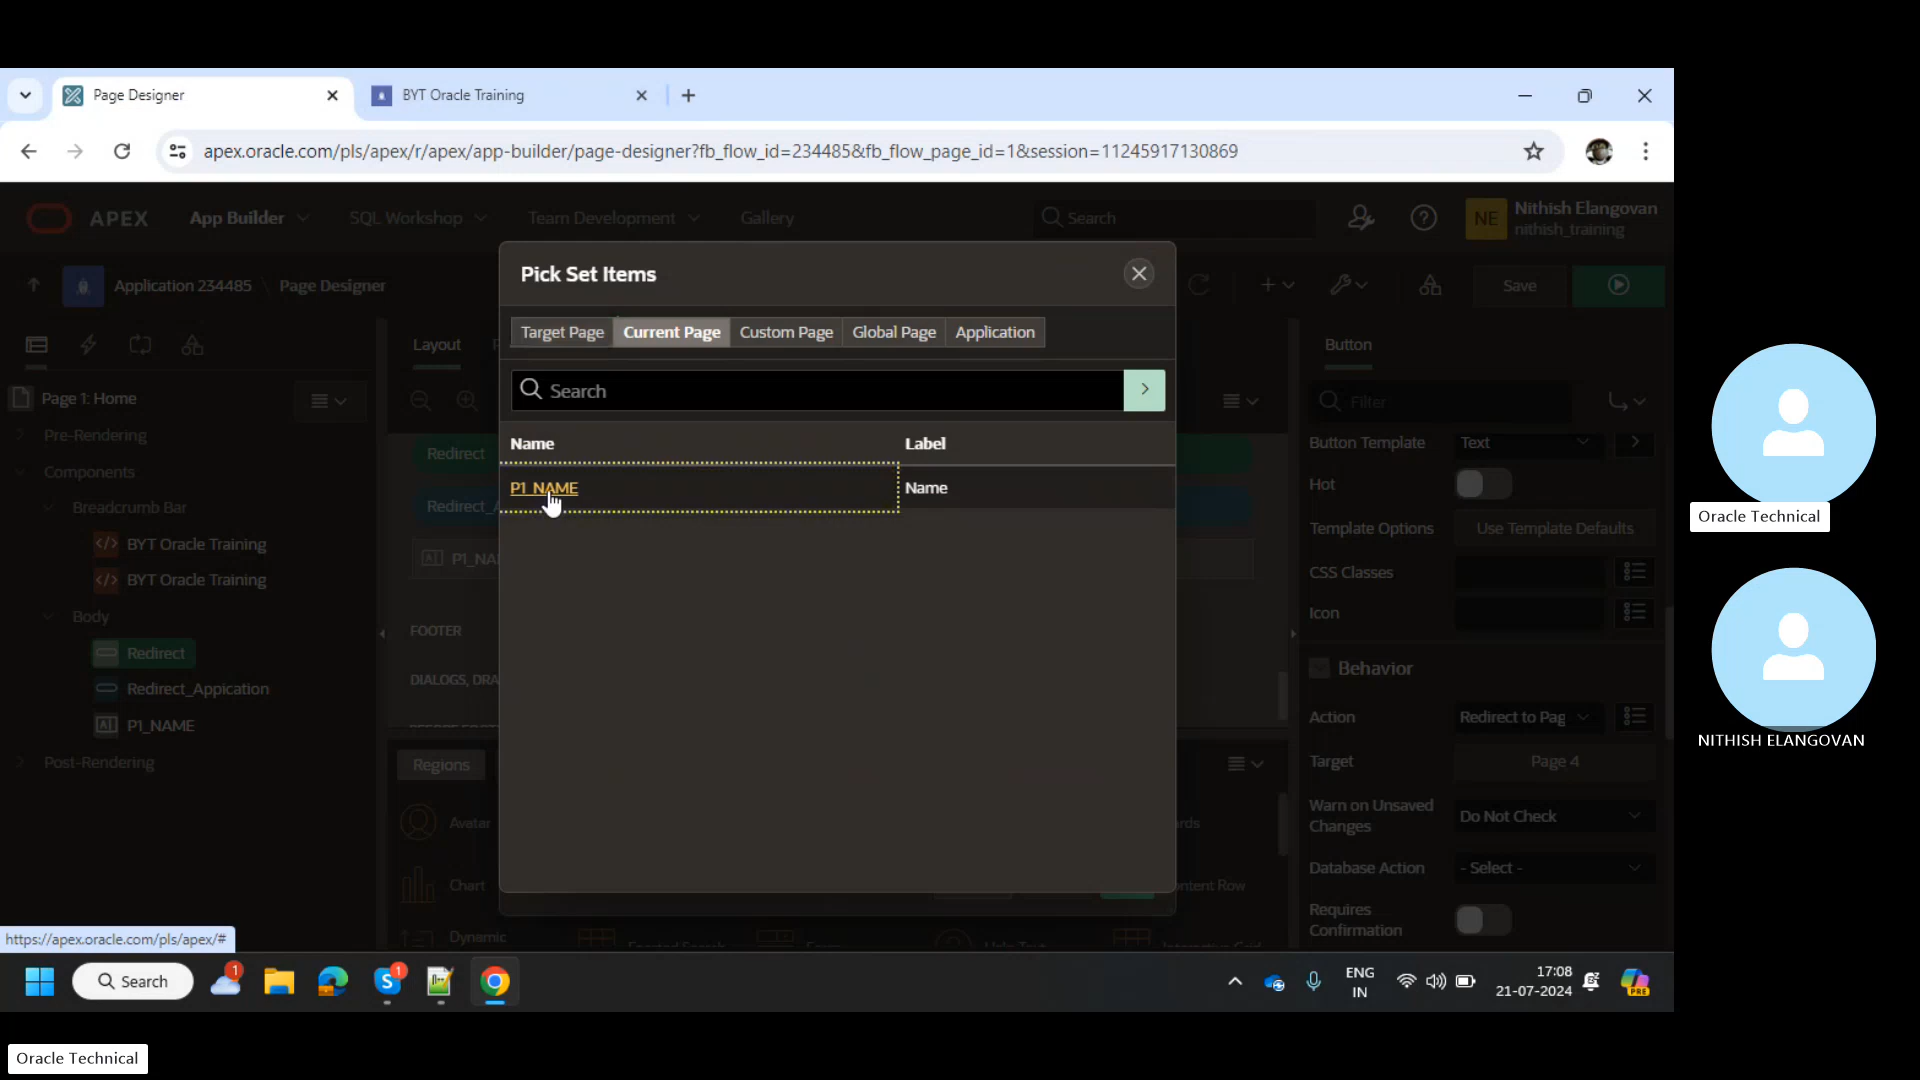 Page Designer
BYT Oracle Training
apex.oracle.com/pls/apex/r/apex/app-builder/page-designer?fb_flow_id=234485&fb_flow_page_id=1&session=11245917130869
APEX App Builder SQL Workshop Team Development Gallery Search NE Nithish Elangovan
nithish_training
Application 234485 \ Page Designer Save
Pick Set Items
Target Page Current Page Custom Page Global Page Application
Search
Name Label
P1_NAME Name
Page 1: Home
Pre-Rendering
Components
Breadcrumb Bar
BYT Oracle Training
BYT Oracle Training
Body
Redirect
Redirect_Appication
P1_NAME
Post-Rendering
Layout
Redirect
FOOTER
Regions
Avatar
Chart
Dynamic
Button
Filter
Button Template Text
Hot
Template Options Use Template Defaults
CSS Classes
Icon
Behavior
Action Redirect to Pag
Target Page 4
Warn on Unsaved
Changes Do Not Check
Database Action - Select -
Requires
Confirmation
https://apex.oracle.com/pls/apex/#
Search
1
1
ENG
IN
17:08
21-07-2024
PRE
Oracle Technical
NITHISH ELANGOVAN
Oracle Technical